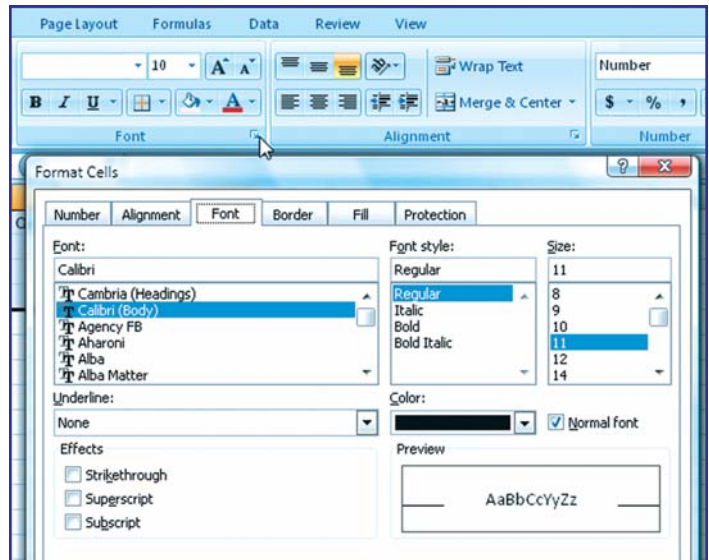 Page Layout Formulas Data Review View
10 A A Wrap Text Number
B I U A Merge & Center $ % ,
Font Alignment Number
Format Cells ? X
Number Alignment Font Border Fill Protection
Font: Font style: Size:
Calibri Regular 11
Cambria (Headings) Regular 8
Calibri (Body) Italic 9
Agency FB Bold 10
Aharoni Bold Italic 11
Alba 12
Alba Matter 14
Underline: Color:
None Normal font
Effects Preview
Strikethrough
Superscript AaBbCcYyZz
Subscript